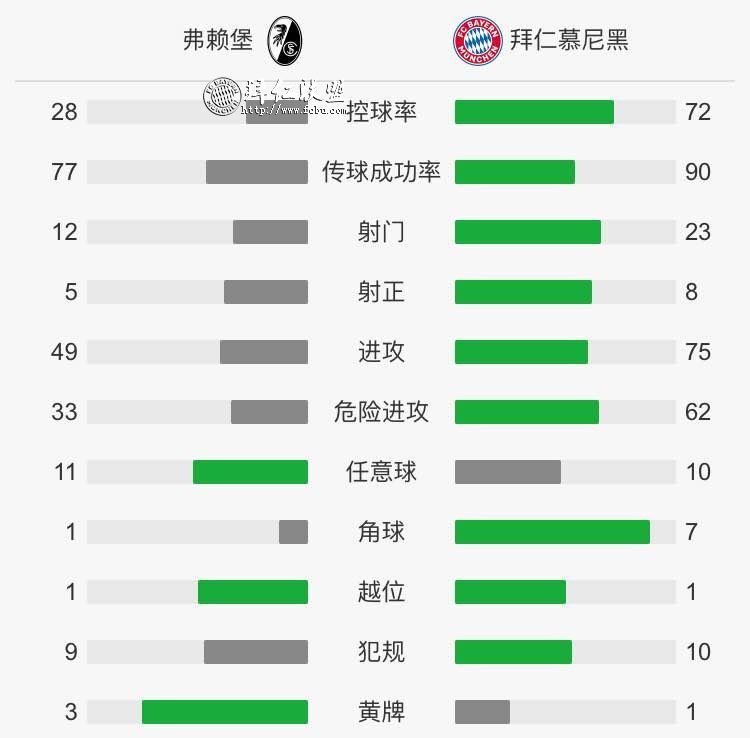 弗赖堡 拜仁慕尼黑
FC BAYERN MÜNCHEN
拜仁联盟
http://www.fcbu.com
28 控球率 72
77 传球成功率 90
12 射门 23
5 射正 8
49 进攻 75
33 危险进攻 62
11 任意球 10
1 角球 7
1 越位 1
9 犯规 10
3 黄牌 1